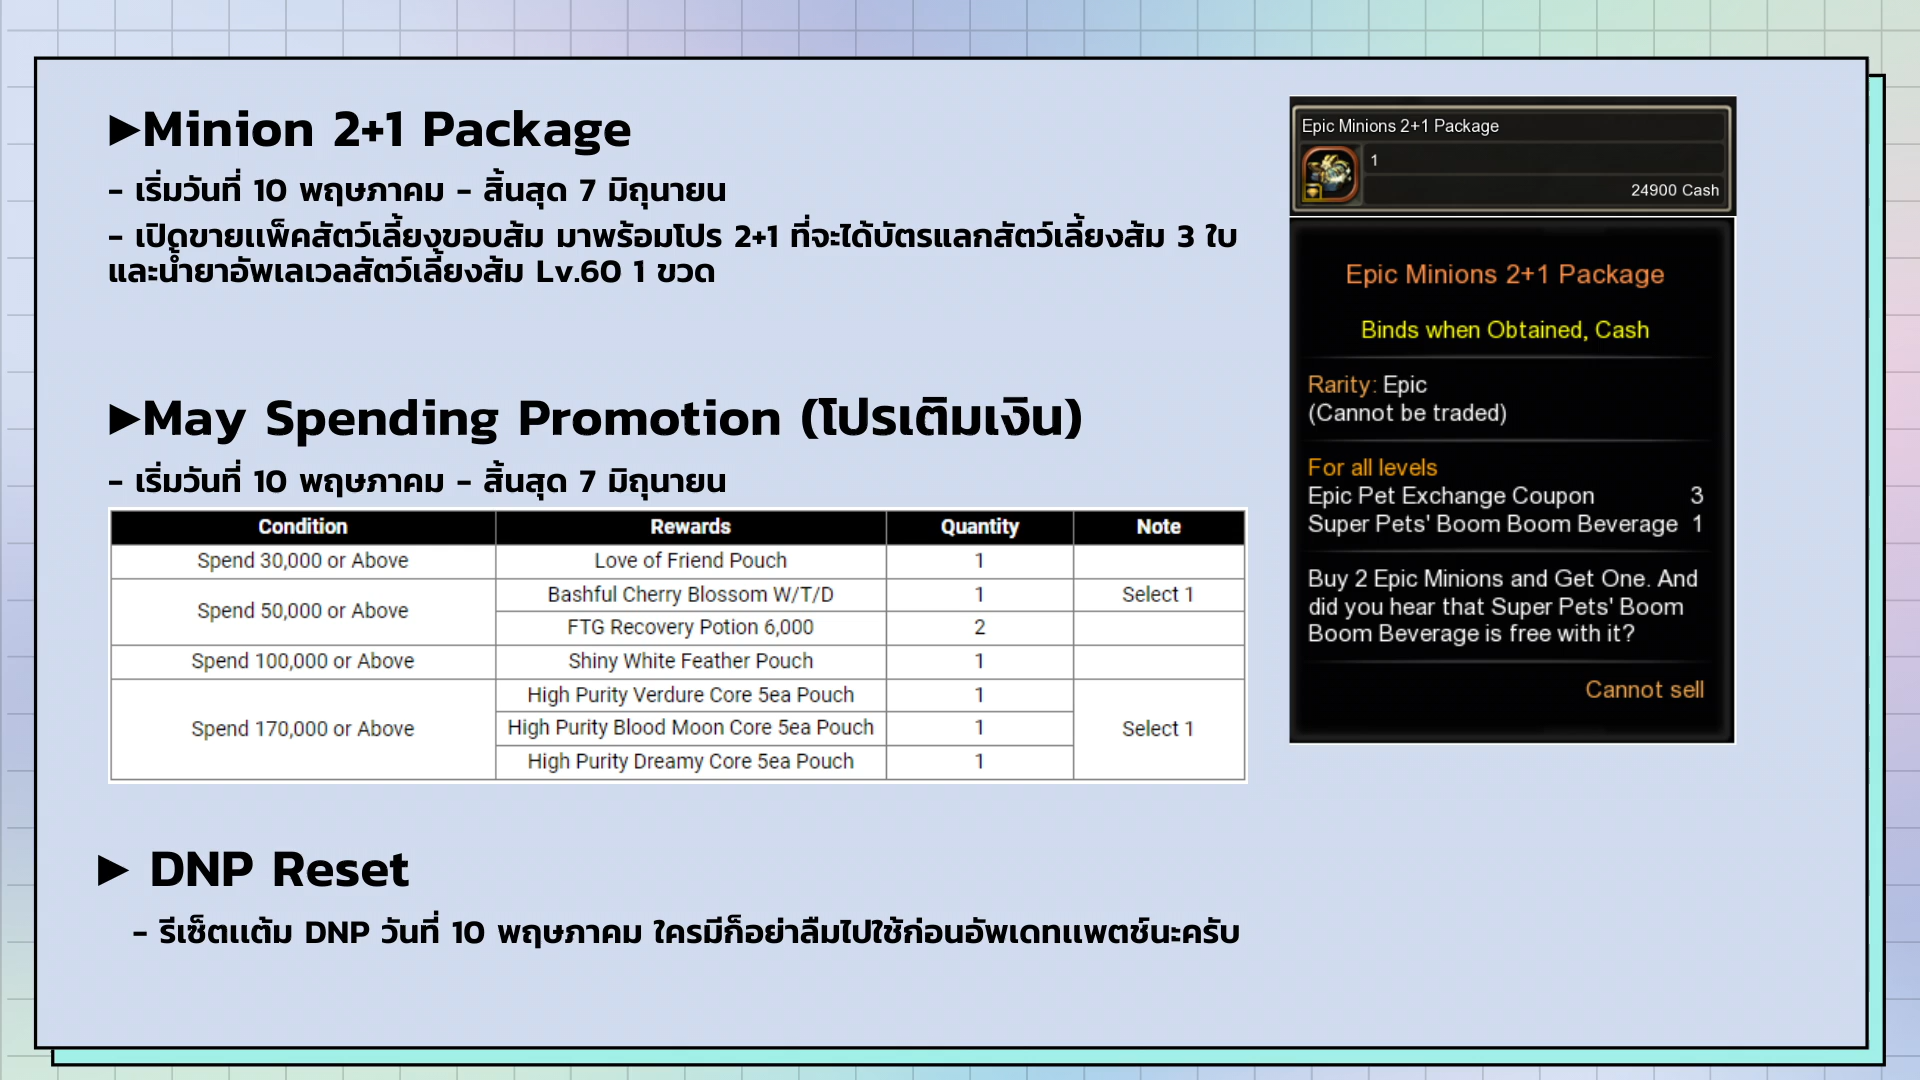 ►Minion 2+1 Package
- เริ่มวันที่ 10 พฤษภาคม - สิ้นสุด 7 มิถุนายน
- เปิดขายแพ็คสัตว์เลี้ยงขอบส้ม มาพร้อมโปร 2+1 ที่จะได้บัตรแลกสัตว์เลี้ยงส้ม 3 ใบ
และน้ำยาอัพเลเวลสัตว์เลี้ยงส้ม Lv.60 1 ขวด
►May Spending Promotion (โปรเติมเงิน)
- เริ่มวันที่ 10 พฤษภาคม - สิ้นสุด 7 มิถุนายน
Condition Rewards Quantity Note
Spend 30,000 or Above Love of Friend Pouch 1
Spend 50,000 or Above Bashful Cherry Blossom W/T/D 1 Select 1
FTG Recovery Potion 6,000 2
Spend 100,000 or Above Shiny White Feather Pouch 1
Spend 170,000 or Above High Purity Verdure Core 5ea Pouch 1 Select 1
High Purity Blood Moon Core 5ea Pouch 1
High Purity Dreamy Core 5ea Pouch 1
► DNP Reset
- รีเซ็ตแต้ม DNP วันที่ 10 พฤษภาคม ใครมีก็อย่าลืมไปใช้ก่อนอัพเดทแพตช์นะครับ
Epic Minions 2+1 Package
1
24900 Cash
Epic Minions 2+1 Package
Binds when Obtained, Cash
Rarity: Epic
(Cannot be traded)
For all levels
Epic Pet Exchange Coupon 3
Super Pets' Boom Boom Beverage 1
Buy 2 Epic Minions and Get One. And
did you hear that Super Pets' Boom
Boom Beverage is free with it?
Cannot sell